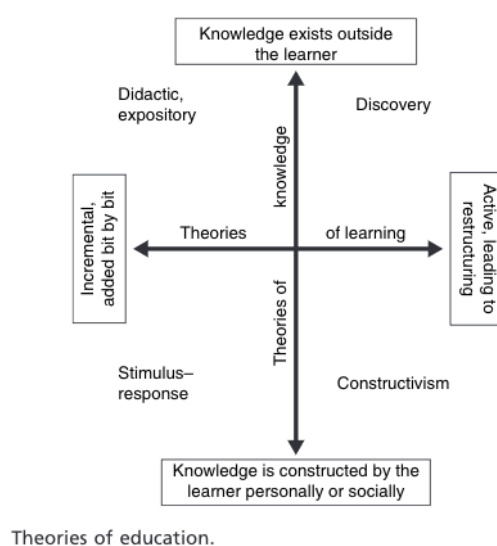 Knowledge exists outside
the learner
Didactic,
expository
Discovery
knowledge
Incremental,
added bit by bit
Theories
of learning
Active, leading to
restructuring
Theories of
Stimulus–
response
Constructivism
Knowledge is constructed by the
learner personally or socially
Theories of education.